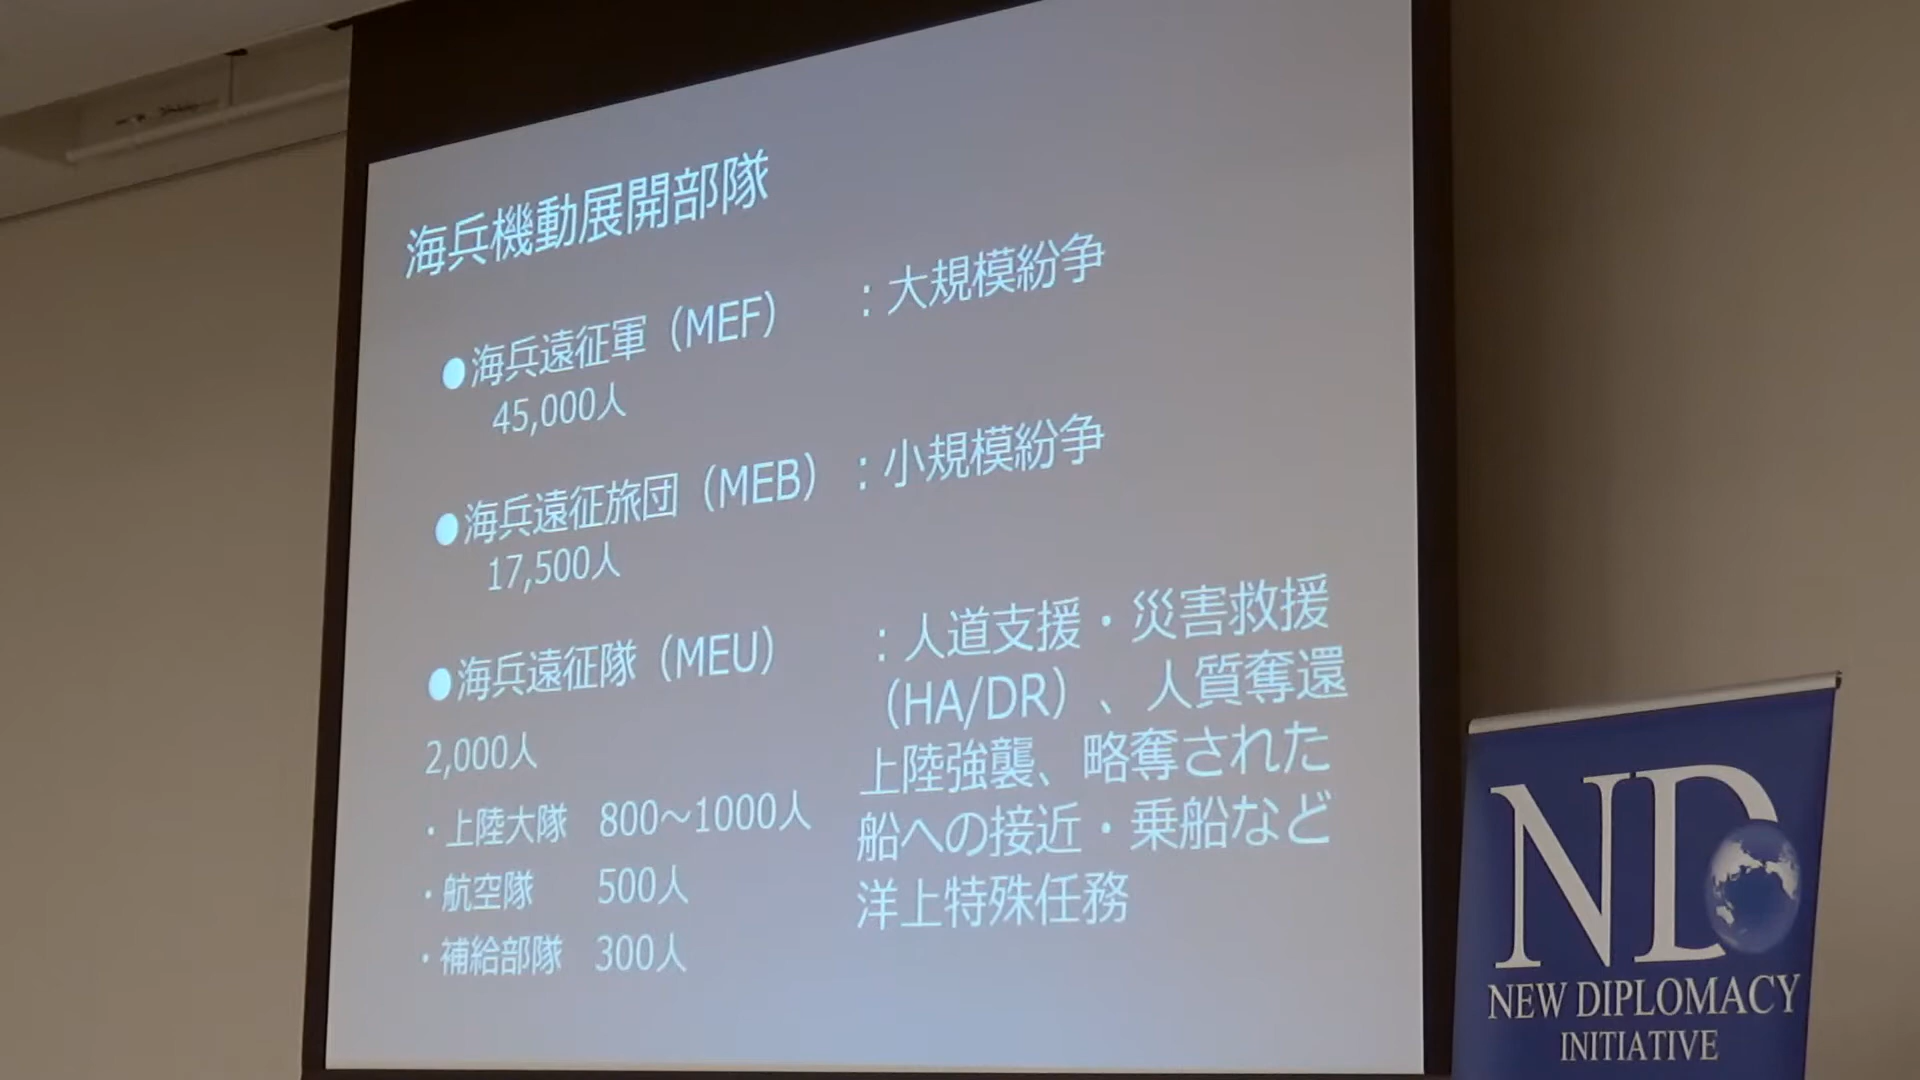 海兵機動展開部隊
●海兵遠征軍（MEF）　：大規模紛争
45,000人
●海兵遠征旅団（MEB）：小規模紛争
17,500人
●海兵遠征隊（MEU）
2,000人
・上陸大隊　800～1000人
・航空隊　500人
・補給部隊　300人
：人道支援・災害救援
（HA/DR）、人質奪還
上陸強襲、略奪された
船への接近・乗船など
洋上特殊任務
ND
NEW DIPLOMACY
INITIATIVE